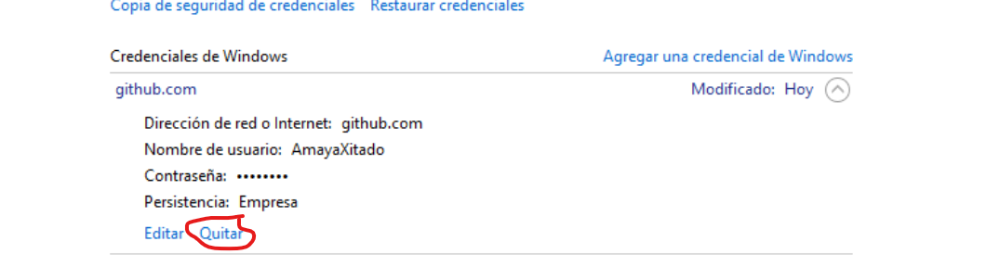 Copia de seguridad de credenciales Restaurar credenciales
Credenciales de Windows Agregar una credencial de Windows
github.com Modificado: Hoy
Dirección de red o Internet: github.com
Nombre de usuario: AmayaXitado
Contraseña: ••••••••
Persistencia: Empresa
Editar Quitar